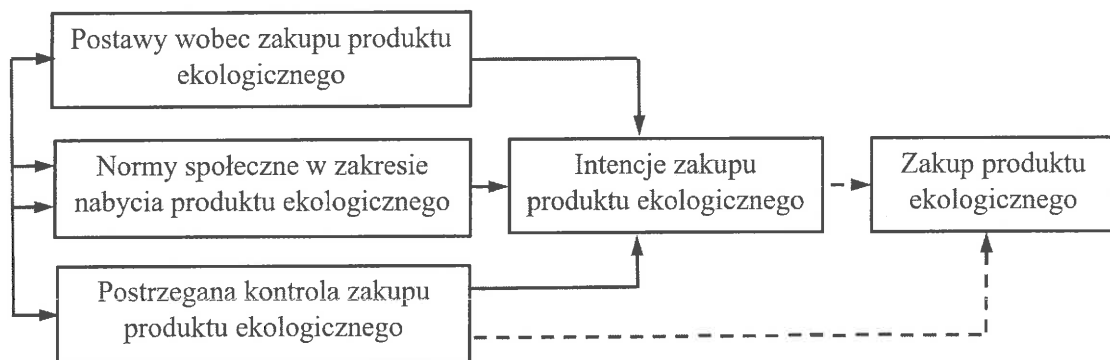 Postawy wobec zakupu produktu
ekologicznego
Normy społeczne w zakresie
nabycia produktu ekologicznego
Postrzegana kontrola zakupu
produktu ekologicznego
Intencje zakupu
produktu ekologicznego
Zakup produktu
ekologicznego